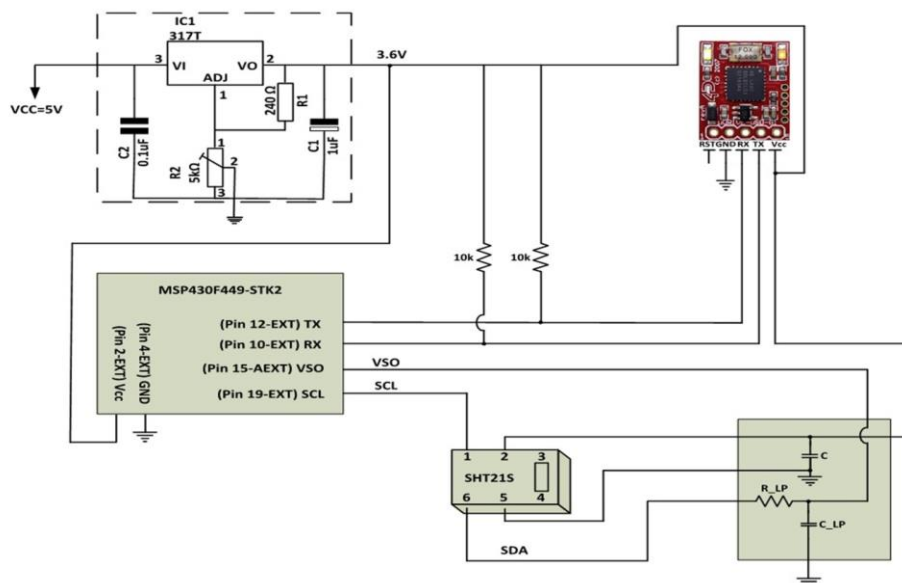 IC1
317T
3 VI VO 2
ADJ
1
3.6V
VCC=5V
C2
0.1uF
240 Ω
R1
C1
1uF
R2
5kΩ
1
2
3
FOX
RST GND RX TX Vcc
10k
10k
MSP430F449-STK2
(Pin 12-EXT) TX
(Pin 10-EXT) RX
(Pin 15-AEXT) VSO
(Pin 19-EXT) SCL
(Pin 2-EXT) Vcc
(Pin 4-EXT) GND
VSO
SCL
1 2 3
SHT21S
6 5 4
SDA
C
R_LP
C_LP